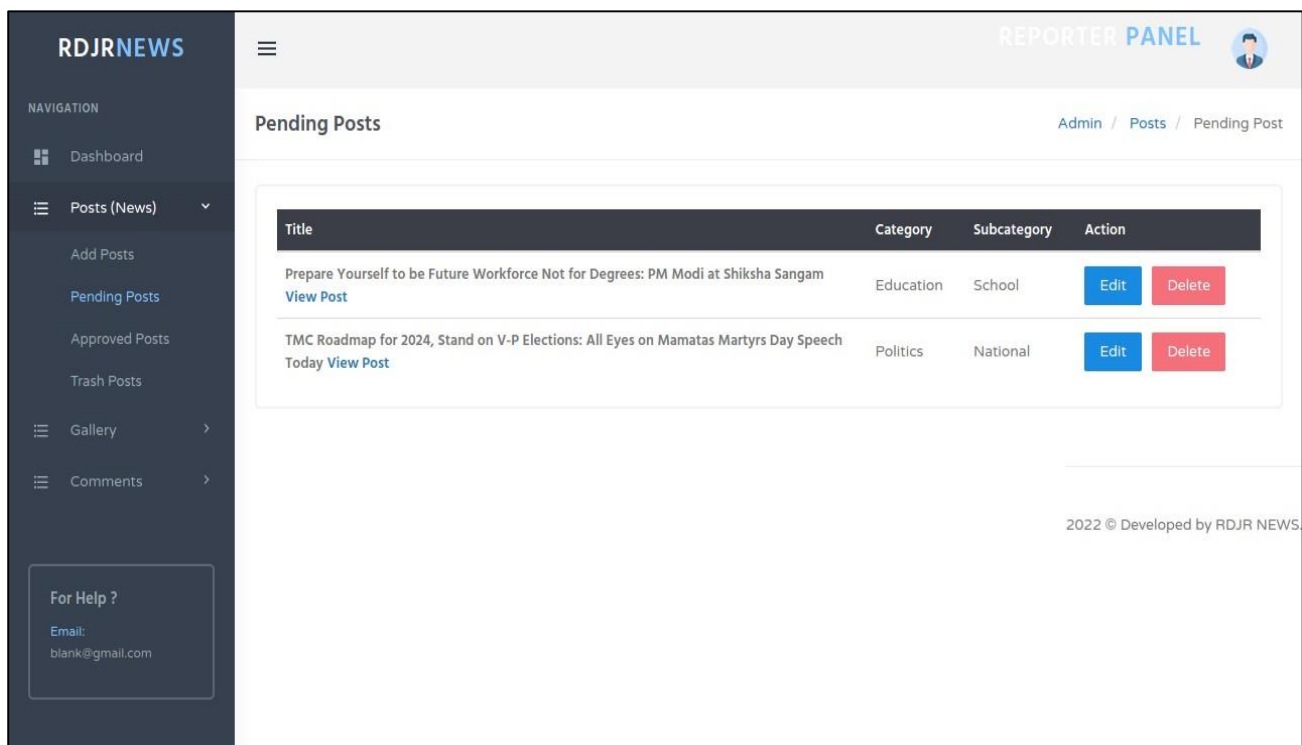 RDJRNEWS
REPORTER PANEL
NAVIGATION
Dashboard
Posts (News)
Add Posts
Pending Posts
Approved Posts
Trash Posts
Gallery
Comments
For Help ?
Email:
blank@gmail.com
Pending Posts
Admin / Posts / Pending Post
Title Category Subcategory Action
Prepare Yourself to be Future Workforce Not for Degrees: PM Modi at Shiksha Sangam
View Post
Education School Edit Delete
TMC Roadmap for 2024, Stand on V-P Elections: All Eyes on Mamatas Martyrs Day Speech
Today View Post
Politics National Edit Delete
2022 © Developed by RDJR NEWS.